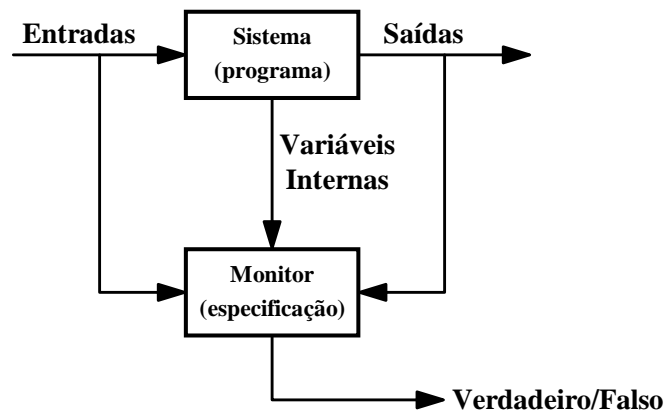 Entradas
Sistema
(programa)
Saídas
Variáveis
Internas
Monitor
(especificação)
Verdadeiro/Falso